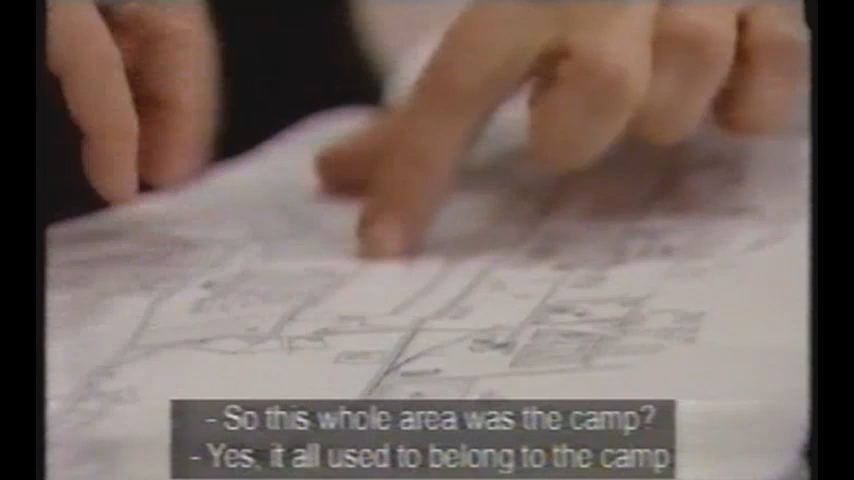 - So this whole area was the camp?
- Yes, it all used to belong to the camp